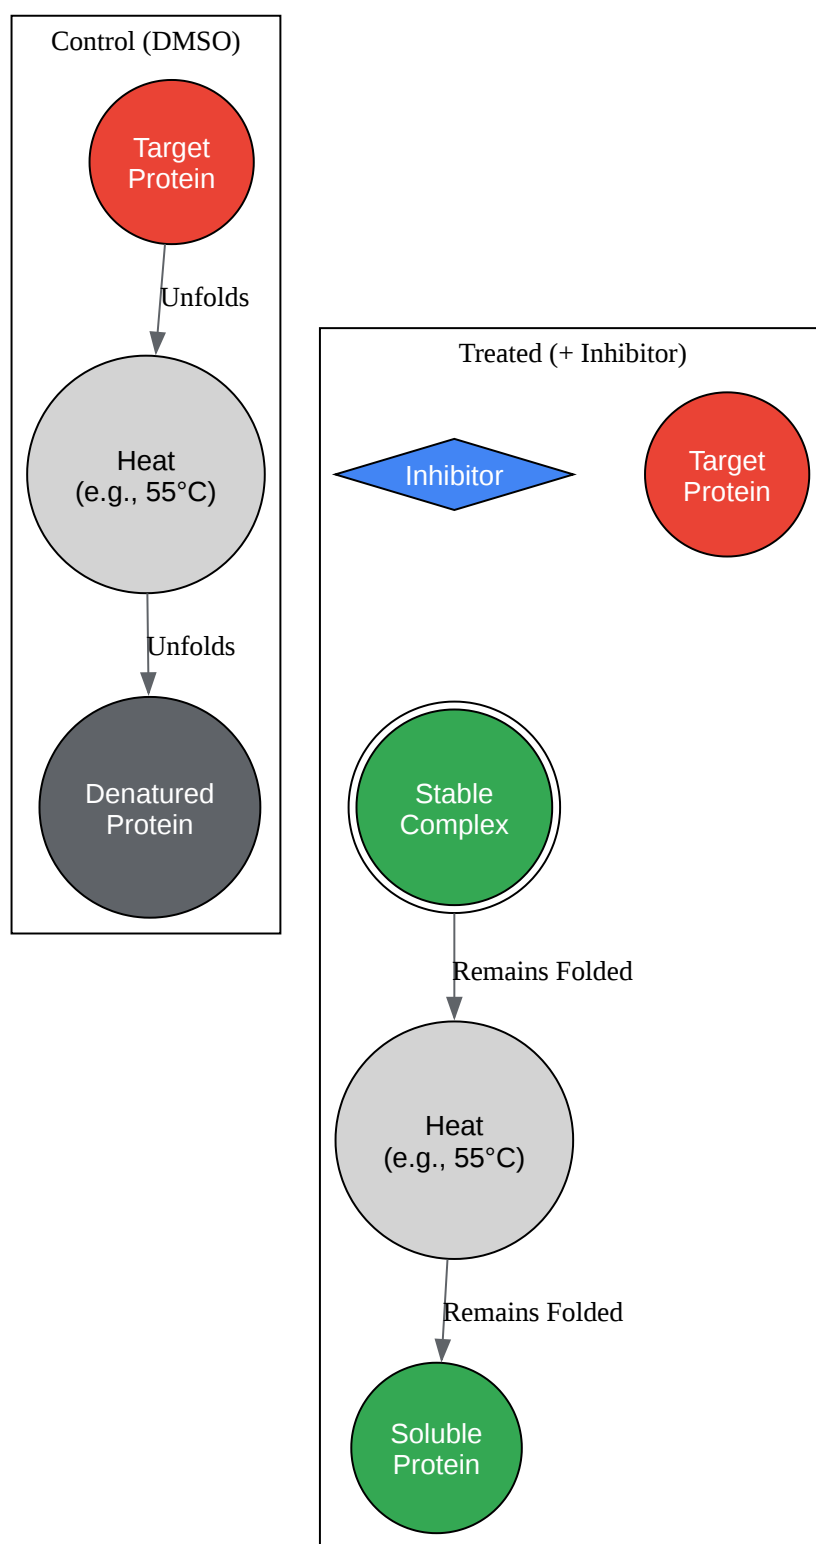 Control (DMSO)
Target
Protein
Unfolds
Heat
(e.g., 55°C)
Unfolds
Denatured
Protein
Treated (+ Inhibitor)
Inhibitor
Target
Protein
Stable
Complex
Remains Folded
Heat
(e.g., 55°C)
Remains Folded
Soluble
Protein